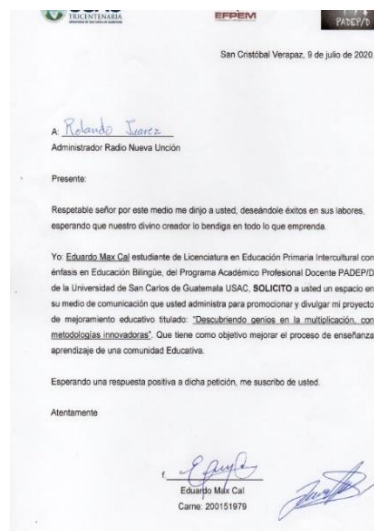 TRICENTENARIA
EFPEM
PADEP/D
San Cristóbal Verapaz, 9 de julio de 2020
A: Rolando Juarez
Administrador Radio Nueva Unción
Presente:
Respetable señor por este medio me dirijo a usted, deseándole éxitos en sus labores,
esperando que nuestro divino creador lo bendiga en todo lo que emprenda.
Yo: Eduardo Max Cal estudiante de Licenciatura en Educación Primaria Intercultural con
énfasis en Educación Bilingüe, del Programa Académico Profesional Docente PADEP/D
de la Universidad de San Carlos de Guatemala USAC, SOLICITO a usted un espacio en
su medio de comunicación que usted administra para promocionar y divulgar mi proyecto
de mejoramiento educativo titulado: "Descubriendo genios en la multiplicación, con
metodologías innovadoras". Que tiene como objetivo mejorar el proceso de enseñanza
aprendizaje de una comunidad Educativa.
Esperando una respuesta positiva a dicha petición, me suscribo de usted.
Atentamente
f.
Eduardo Max Cal
Carne: 200151979